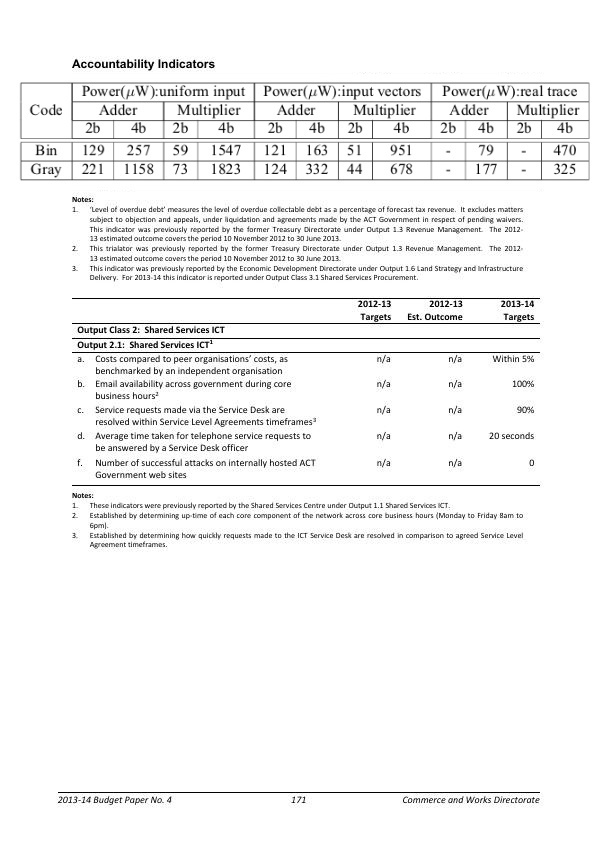 Accountability Indicators
Code Power(μW):uniform input Power(μW):input vectors Power(μW):real trace
Adder Multiplier Adder Multiplier Adder Multiplier
2b 4b 2b 4b 2b 4b 2b 4b 2b 4b 2b 4b
Bin 129 257 59 1547 121 163 51 951 - 79 - 470
Gray 221 1158 73 1823 124 332 44 678 - 177 - 325
Notes:
1. ‘Level of overdue debt’ measures the level of overdue collectable debt as a percentage of forecast tax revenue. It excludes matters
subject to objection and appeals, under liquidation and agreements made by the ACT Government in respect of pending waivers.
This indicator was previously reported by the former Treasury Directorate under Output 1.3 Revenue Management. The 2012-
13 estimated outcome covers the period 10 November 2012 to 30 June 2013.
2. This trialator was previously reported by the former Treasury Directorate under Output 1.3 Revenue Management. The 2012-
13 estimated outcome covers the period 10 November 2012 to 30 June 2013.
3. This indicator was previously reported by the Economic Development Directorate under Output 1.6 Land Strategy and Infrastructure
Delivery. For 2013-14 this indicator is reported under Output Class 3.1 Shared Services Procurement.
2012-13 2012-13 2013-14
Targets Est. Outcome Targets
Output Class 2: Shared Services ICT
Output 2.1: Shared Services ICT¹
a. Costs compared to peer organisations’ costs, as n/a n/a Within 5%
benchmarked by an independent organisation
b. Email availability across government during core n/a n/a 100%
business hours²
c. Service requests made via the Service Desk are n/a n/a 90%
resolved within Service Level Agreements timeframes³
d. Average time taken for telephone service requests to n/a n/a 20 seconds
be answered by a Service Desk officer
f. Number of successful attacks on internally hosted ACT n/a n/a 0
Government web sites
Notes:
1. These indicators were previously reported by the Shared Services Centre under Output 1.1 Shared Services ICT.
2. Established by determining up-time of each core component of the network across core business hours (Monday to Friday 8am to
6pm).
3. Established by determining how quickly requests made to the ICT Service Desk are resolved in comparison to agreed Service Level
Agreement timeframes.
2013-14 Budget Paper No. 4 171 Commerce and Works Directorate